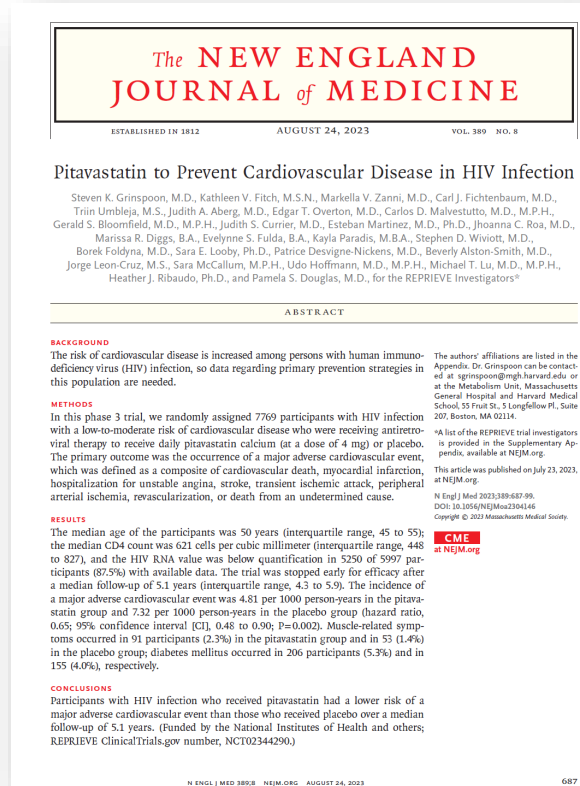 The NEW ENGLAND
JOURNAL of MEDICINE
ESTABLISHED IN 1812 AUGUST 24, 2023 VOL. 389 NO. 8
Pitavastatin to Prevent Cardiovascular Disease in HIV Infection
Steven K. Grinspoon, M.D., Kathleen V. Fitch, M.S.N., Markella V. Zanni, M.D., Carl J. Fichtenbaum, M.D.,
Triin Umbleja, M.S., Judith A. Aberg, M.D., Edgar T. Overton, M.D., Carlos D. Malvestutto, M.D., M.P.H.,
Gerald S. Bloomfield, M.D., M.P.H., Judith S. Currier, M.D., Esteban Martinez, M.D., Ph.D., Jhoanna C. Roa, M.D.,
Marissa R. Diggs, B.A., Evelynne S. Fulda, B.A., Kayla Paradis, M.B.A., Stephen D. Wiviott, M.D.,
Borek Foldyna, M.D., Sara E. Looby, Ph.D., Patrice Desvigne-Nickens, M.D., Beverly Alston-Smith, M.D.,
Jorge Leon-Cruz, M.S., Sara McCallum, M.P.H., Udo Hoffmann, M.D., M.P.H., Michael T. Lu, M.D., M.P.H.,
Heather J. Ribaudo, Ph.D., and Pamela S. Douglas, M.D., for the REPRIEVE Investigators*
ABSTRACT
BACKGROUND
The risk of cardiovascular disease is increased among persons with human immuno-
deficiency virus (HIV) infection, so data regarding primary prevention strategies in
this population are needed.
METHODS
In this phase 3 trial, we randomly assigned 7769 participants with HIV infection
with a low-to-moderate risk of cardiovascular disease who were receiving antiretro-
viral therapy to receive daily pitavastatin calcium (at a dose of 4 mg) or placebo.
The primary outcome was the occurrence of a major adverse cardiovascular event,
which was defined as a composite of cardiovascular death, myocardial infarction,
hospitalization for unstable angina, stroke, transient ischemic attack, peripheral
arterial ischemia, revascularization, or death from an undetermined cause.
RESULTS
The median age of the participants was 50 years (interquartile range, 45 to 55);
the median CD4 count was 621 cells per cubic millimeter (interquartile range, 448
to 827), and the HIV RNA value was below quantification in 5250 of 5997 par-
ticipants (87.5%) with available data. The trial was stopped early for efficacy after
a median follow-up of 5.1 years (interquartile range, 4.3 to 5.9). The incidence of
a major adverse cardiovascular event was 4.81 per 1000 person-years in the pitava-
statin group and 7.32 per 1000 person-years in the placebo group (hazard ratio,
0.65; 95% confidence interval [CI], 0.48 to 0.90; P=0.002). Muscle-related symp-
toms occurred in 91 participants (2.3%) in the pitavastatin group and in 53 (1.4%)
in the placebo group; diabetes mellitus occurred in 206 participants (5.3%) and in
155 (4.0%), respectively.
CONCLUSIONS
Participants with HIV infection who received pitavastatin had a lower risk of a
major adverse cardiovascular event than those who received placebo over a median
follow-up of 5.1 years. (Funded by the National Institutes of Health and others;
REPRIEVE ClinicalTrials.gov number, NCT02344290.)
The authors' affiliations are listed in the
Appendix. Dr. Grinspoon can be contact-
ed at sgrinspoon@mgh.harvard.edu or
at the Metabolism Unit, Massachusetts
General Hospital and Harvard Medical
School, 55 Fruit St., 5 Longfellow Pl., Suite
207, Boston, MA 02114.
*A list of the REPRIEVE trial investigators
is provided in the Supplementary Ap-
pendix, available at NEJM.org.
This article was published on July 23, 2023,
at NEJM.org.
N Engl J Med 2023;389:687-99.
DOI: 10.1056/NEJMoa2304146
Copyright © 2023 Massachusetts Medical Society.
CME
at NEJM.org
N ENGL J MED 389;8 NEJM.ORG AUGUST 24, 2023 687